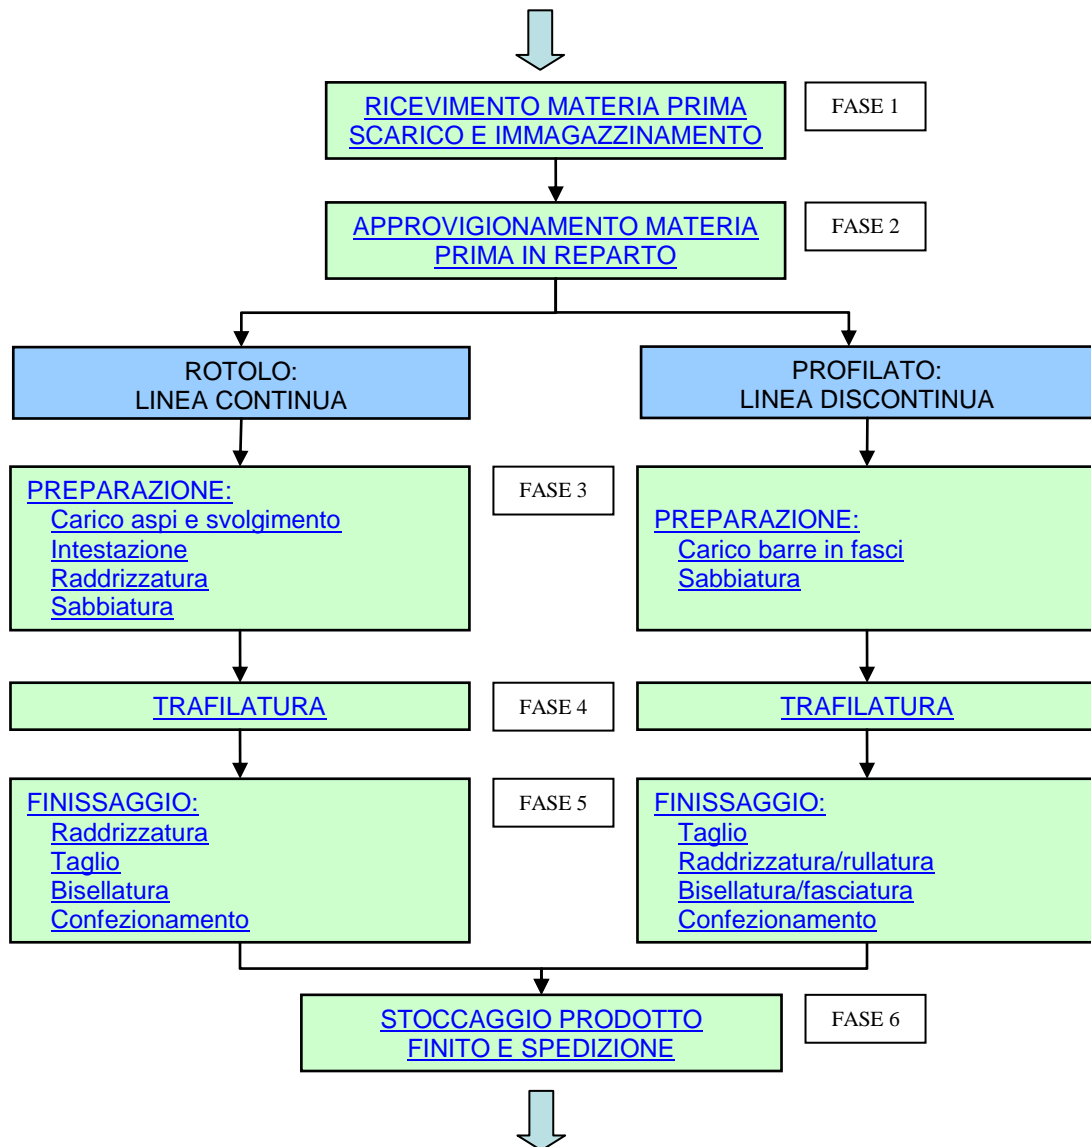 RICEVIMENTO MATERIA PRIMA
SCARICO E IMMAGAZZINAMENTO
FASE 1
APPROVIGIONAMENTO MATERIA
PRIMA IN REPARTO
FASE 2
ROTOLO:
LINEA CONTINUA
PROFILATO:
LINEA DISCONTINUA
PREPARAZIONE:
Carico aspi e svolgimento
Intestazione
Raddrizzatura
Sabbiatura
FASE 3
PREPARAZIONE:
Carico barre in fasci
Sabbiatura
TRAFILATURA
FASE 4
TRAFILATURA
FINISSAGGIO:
Raddrizzatura
Taglio
Bisellatura
Confezionamento
FASE 5
FINISSAGGIO:
Taglio
Raddrizzatura/rullatura
Bisellatura/fasciatura
Confezionamento
STOCCAGGIO PRODOTTO
FINITO E SPEDIZIONE
FASE 6